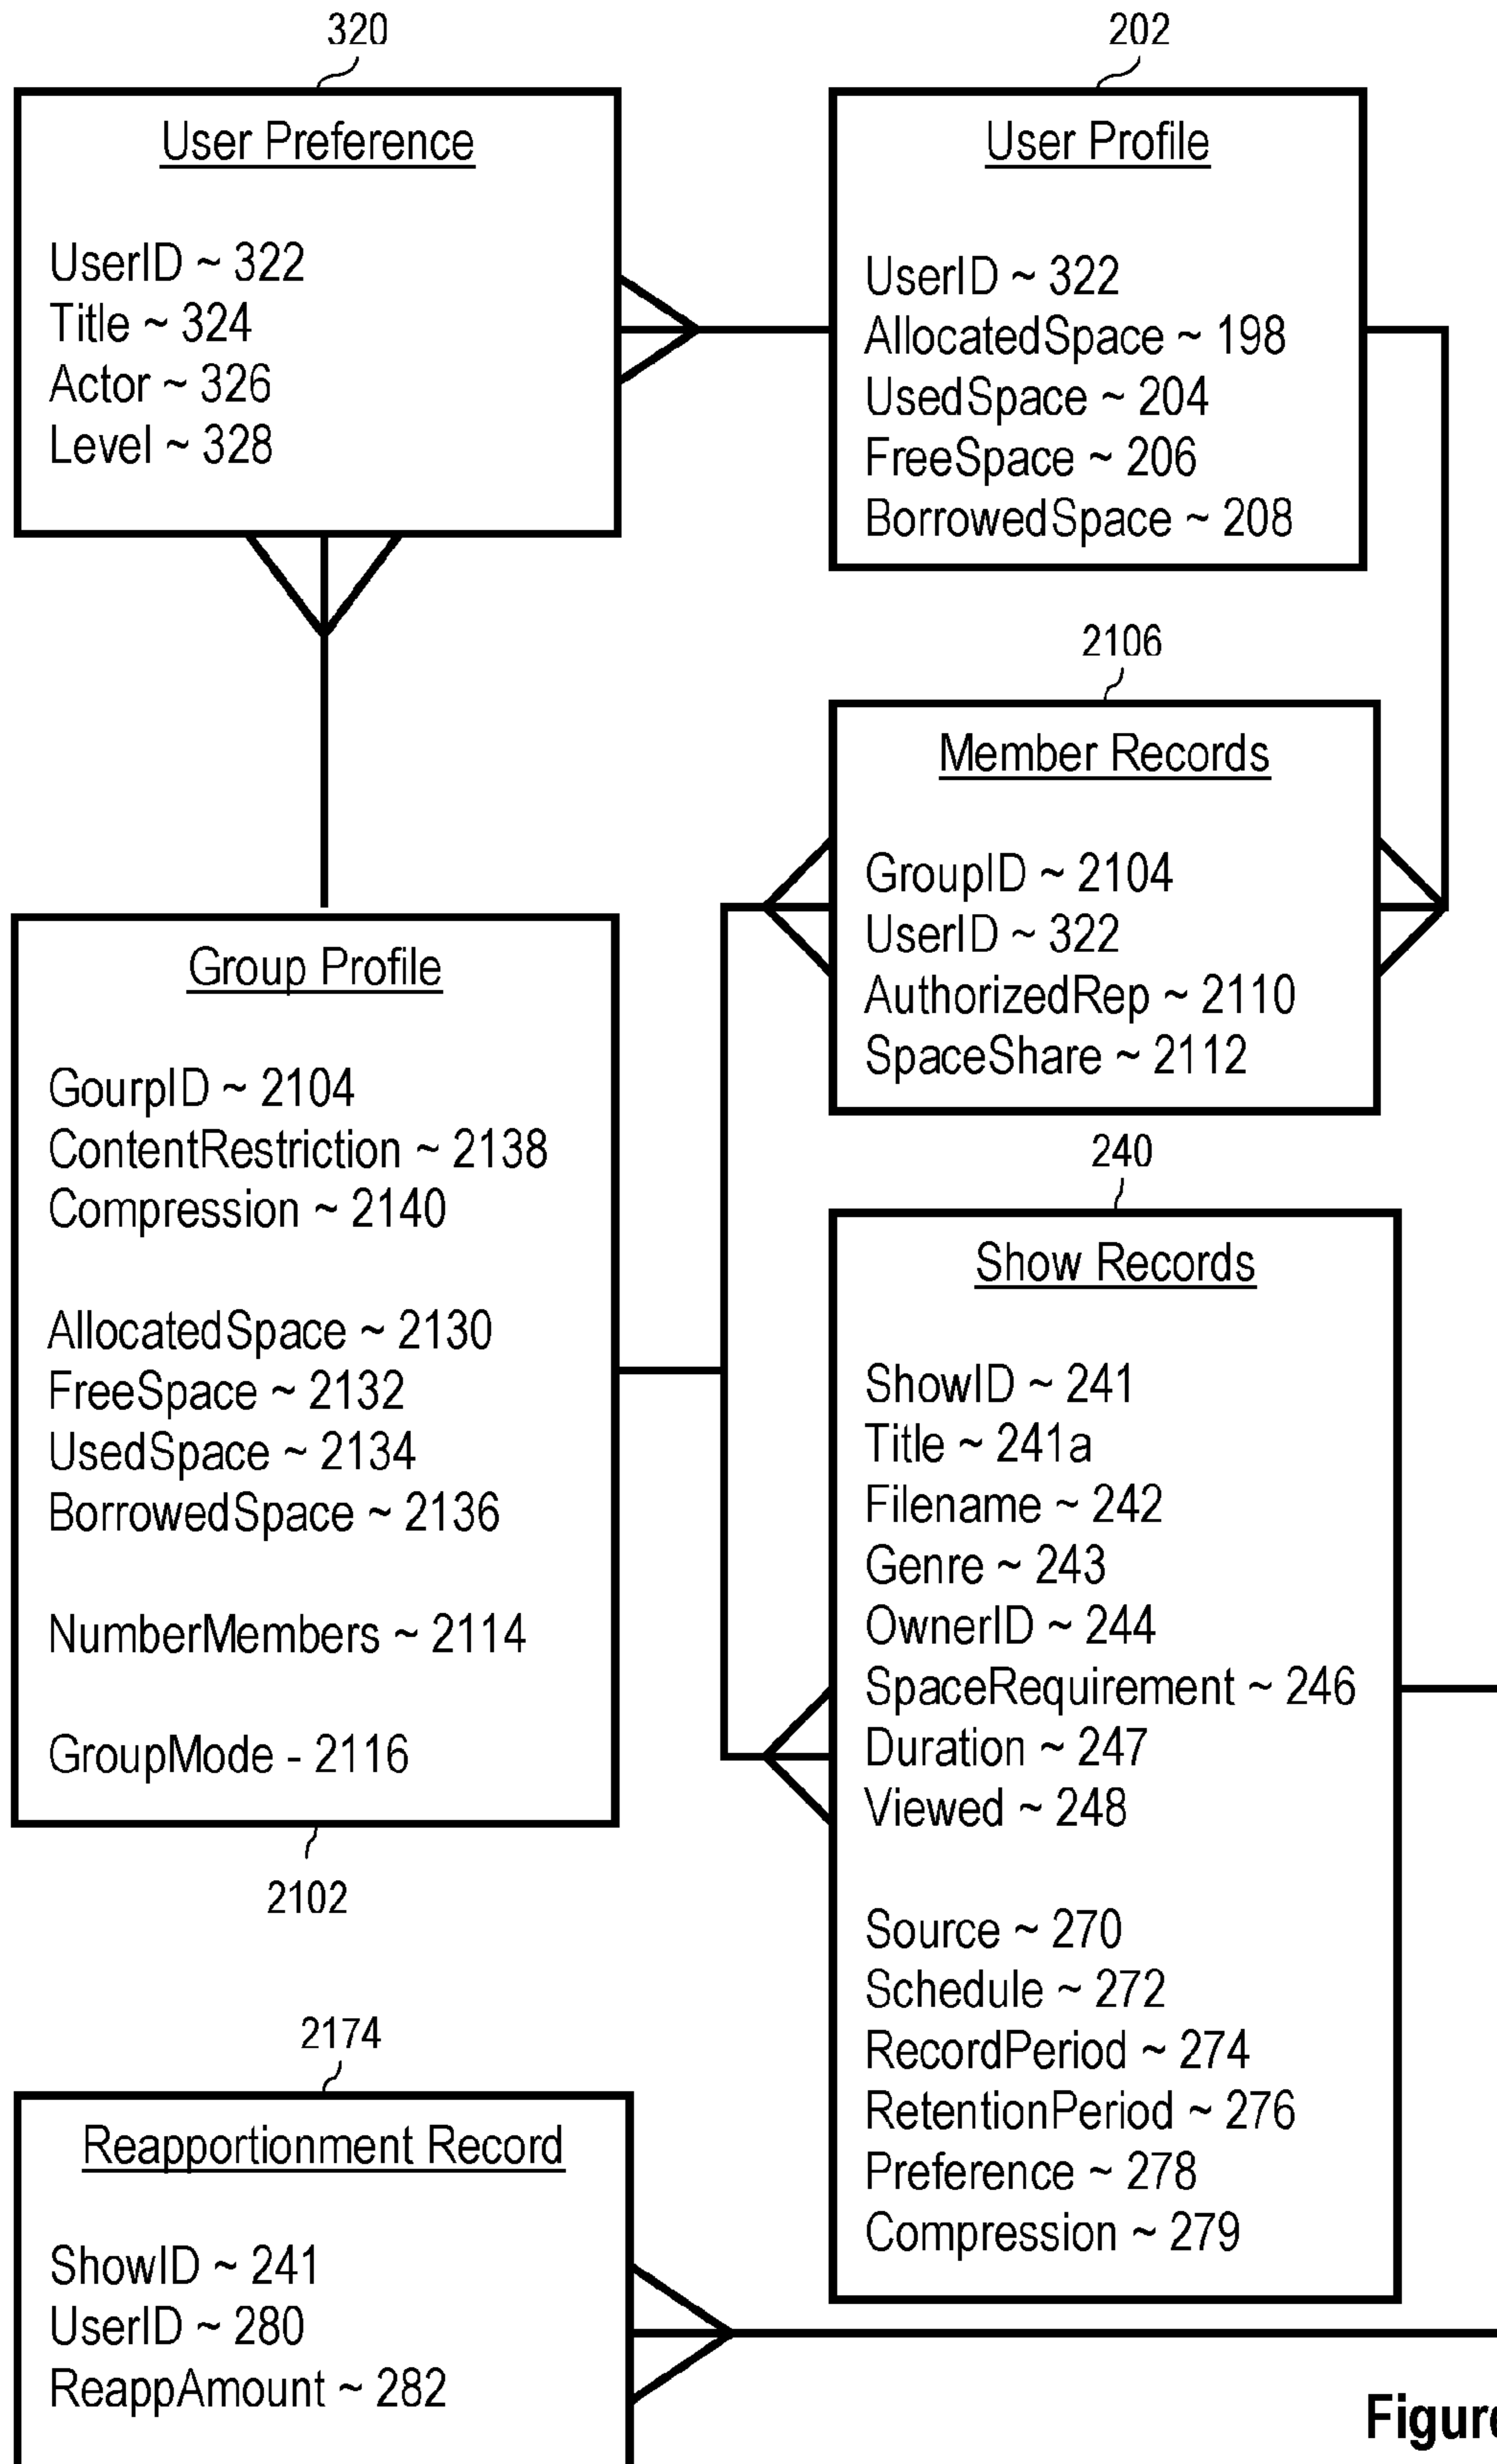 320
User Preference
UserID ~ 322
Title ~ 324
Actor ~ 326
Level ~ 328
202
User Profile
UserID ~ 322
AllocatedSpace ~ 198
UsedSpace ~ 204
FreeSpace ~ 206
BorrowedSpace ~ 208
2106
Member Records
GroupID ~ 2104
UserID ~ 322
AuthorizedRep ~ 2110
SpaceShare ~ 2112
Group Profile
GourpID ~ 2104
ContentRestriction ~ 2138
Compression ~ 2140
AllocatedSpace ~ 2130
FreeSpace ~ 2132
UsedSpace ~ 2134
BorrowedSpace ~ 2136
NumberMembers ~ 2114
GroupMode - 2116
2102
240
Show Records
ShowID ~ 241
Title ~ 241a
Filename ~ 242
Genre ~ 243
OwnerID ~ 244
SpaceRequirement ~ 246
Duration ~ 247
Viewed ~ 248
Source ~ 270
Schedule ~ 272
RecordPeriod ~ 274
RetentionPeriod ~ 276
Preference ~ 278
Compression ~ 279
2174
Reapportionment Record
ShowID ~ 241
UserID ~ 280
ReappAmount ~ 282
Figure